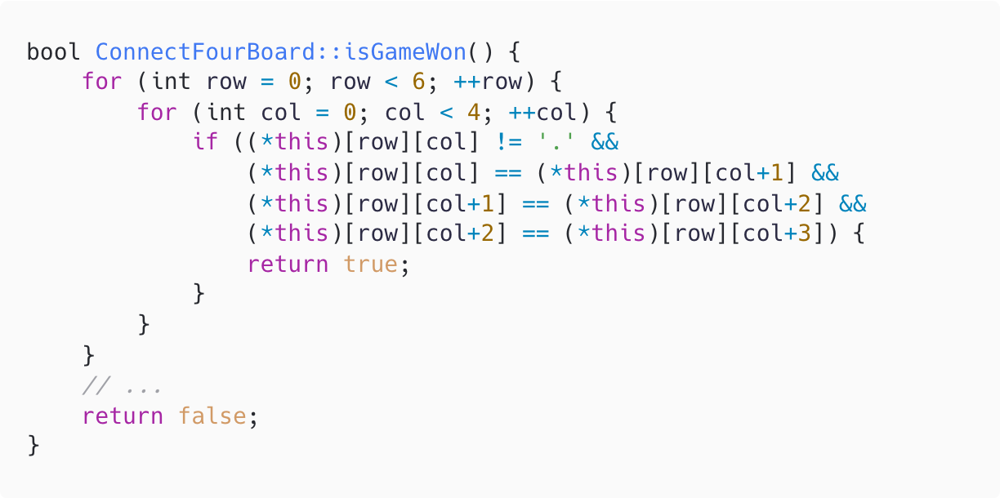 bool ConnectFourBoard::isGameWon() {
    for (int row = 0; row < 6; ++row) {
        for (int col = 0; col < 4; ++col) {
            if ((*this)[row][col] != '.' &&
                (*this)[row][col] == (*this)[row][col+1] &&
                (*this)[row][col+1] == (*this)[row][col+2] &&
                (*this)[row][col+2] == (*this)[row][col+3]) {
                return true;
            }
        }
    }
    // ...
    return false;
}